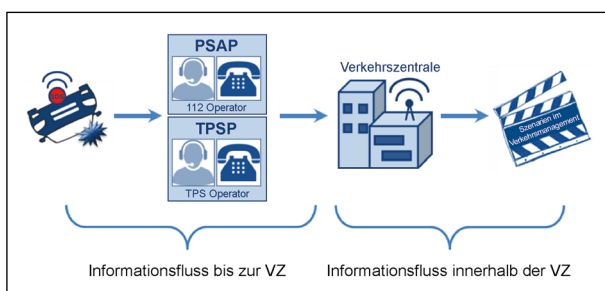 PSAP
112 Operator
TPSP
TPS Operator
Verkehrszentrale
Szenarien im
Verkehrsmanagement
Informationsfluss bis zur VZ
Informationsfluss innerhalb der VZ